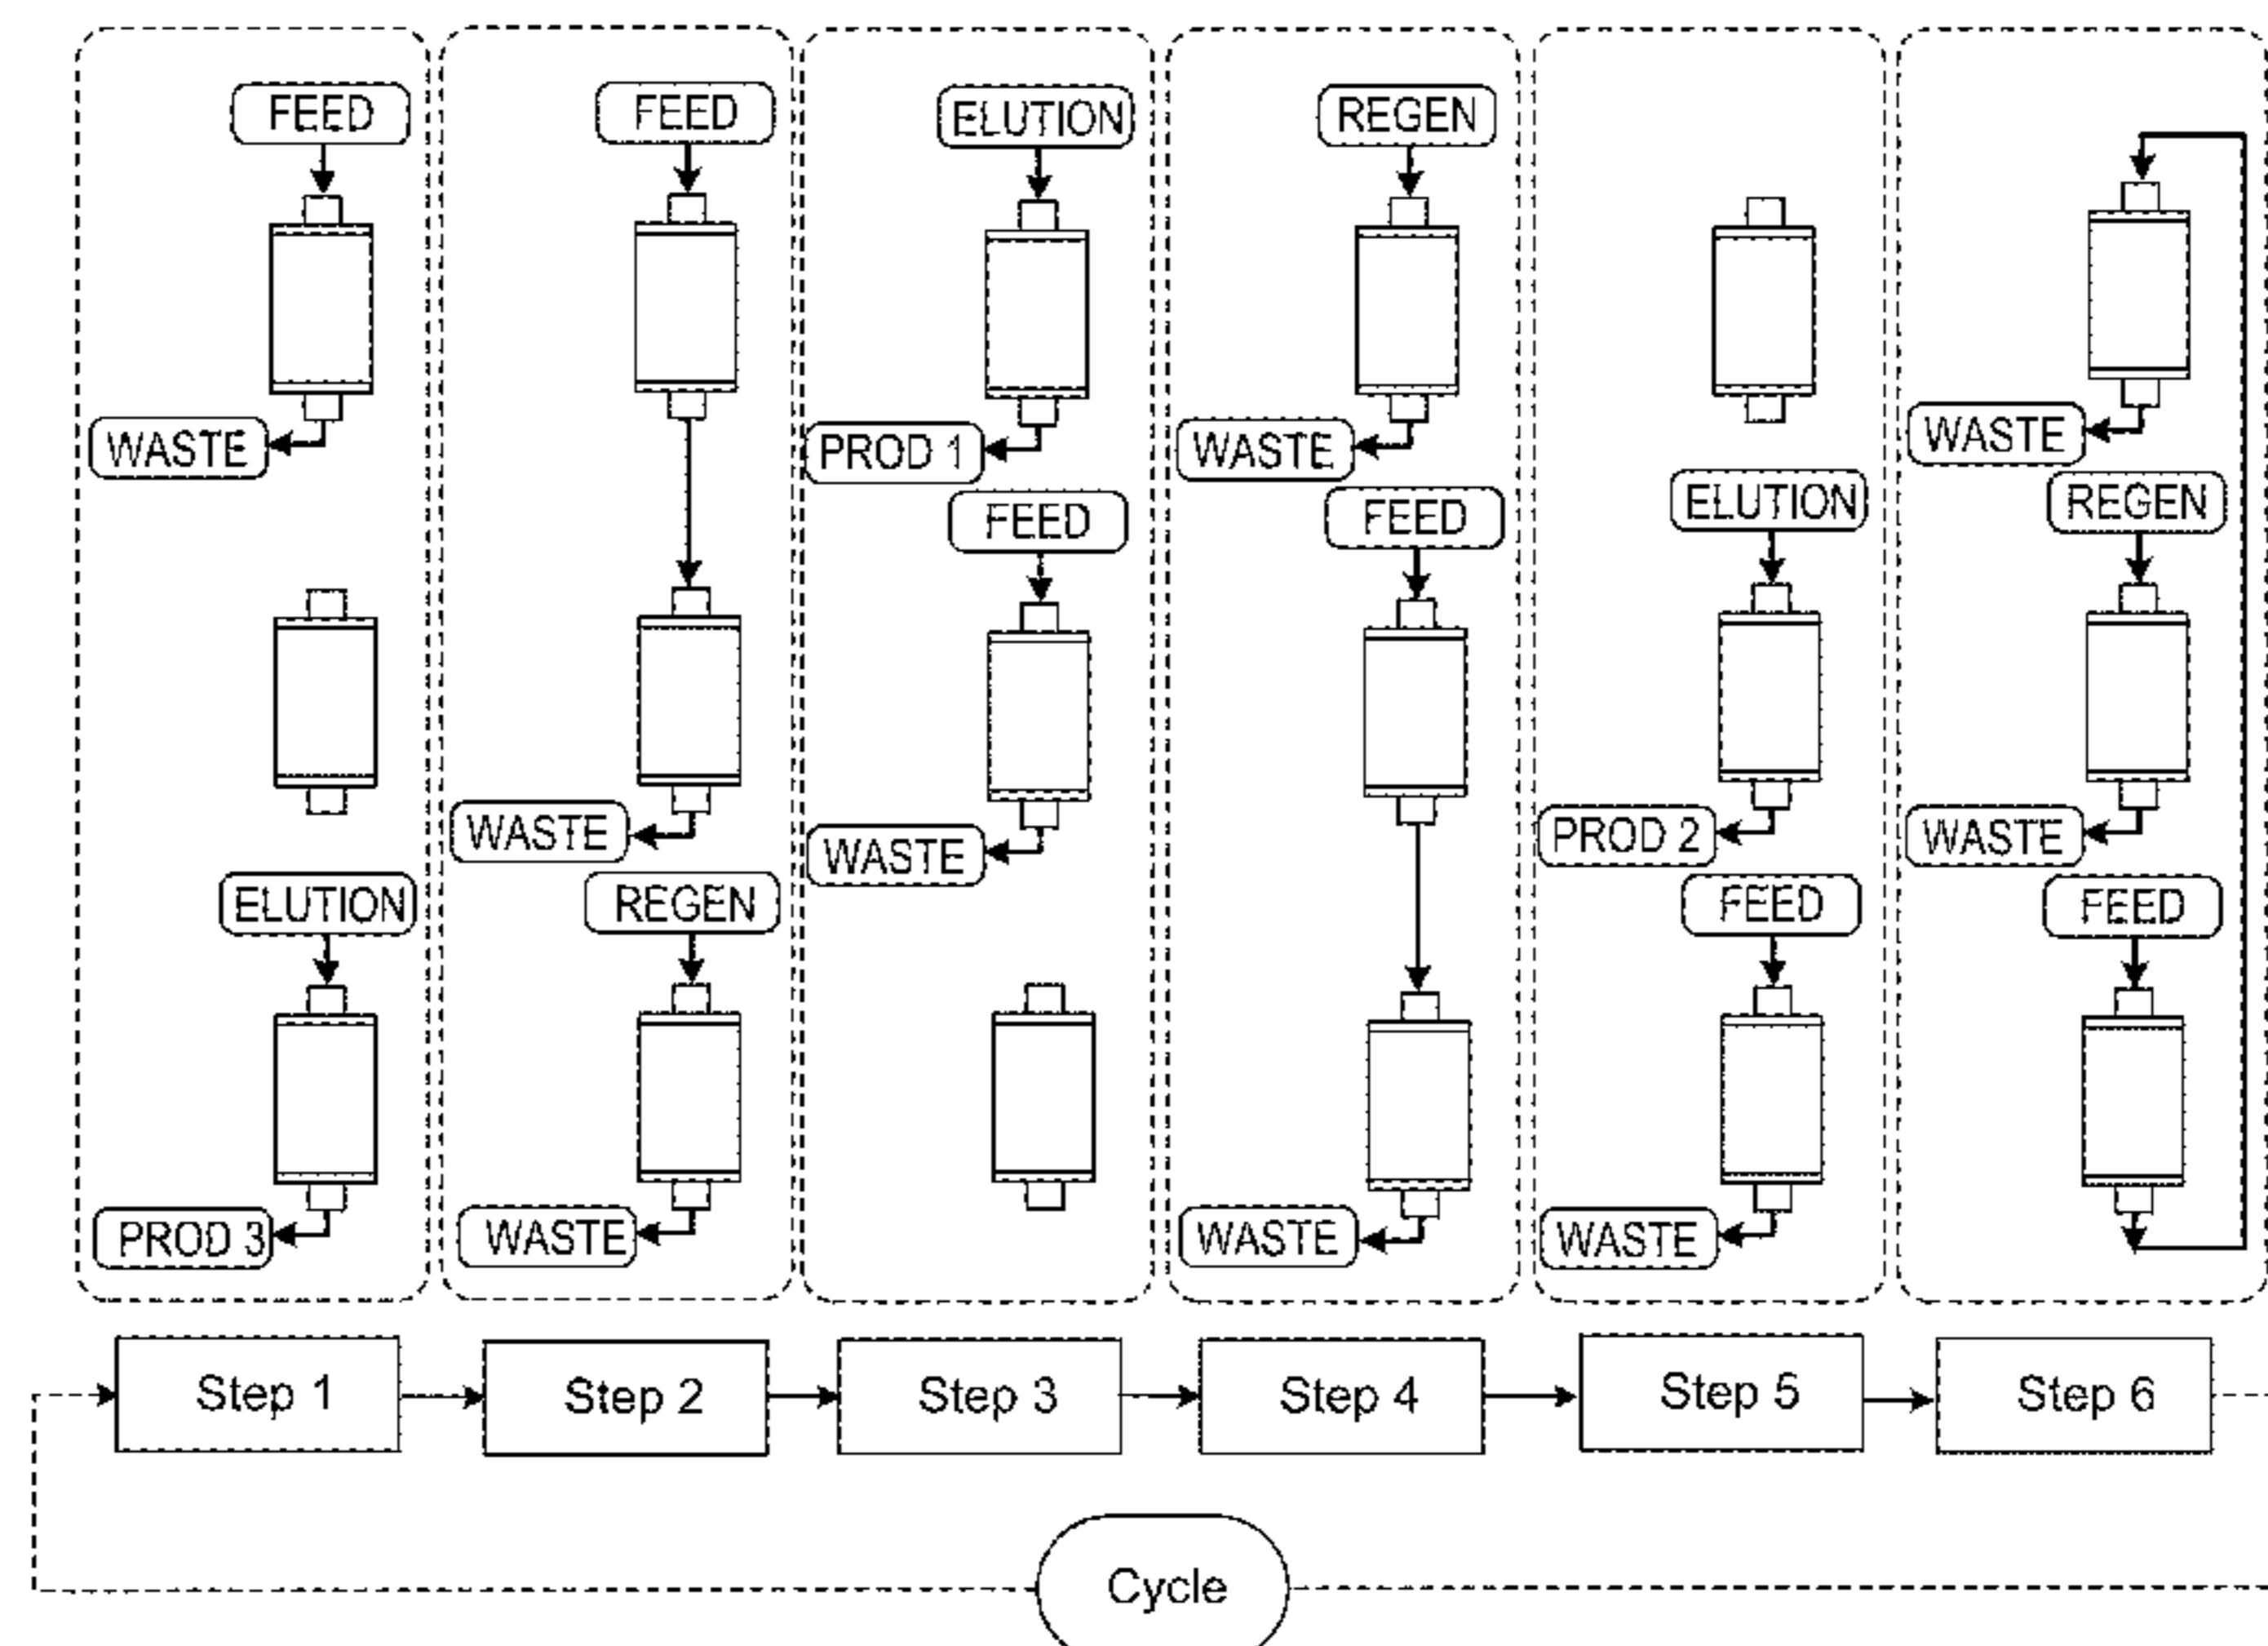 FEED
WASTE
ELUTION
PROD 3
FEED
WASTE
REGEN
WASTE
ELUTION
PROD 1
FEED
WASTE
REGEN
WASTE
FEED
WASTE
ELUTION
PROD 2
FEED
WASTE
WASTE
REGEN
WASTE
FEED
Step 1
Step 2
Step 3
Step 4
Step 5
Step 6
Cycle